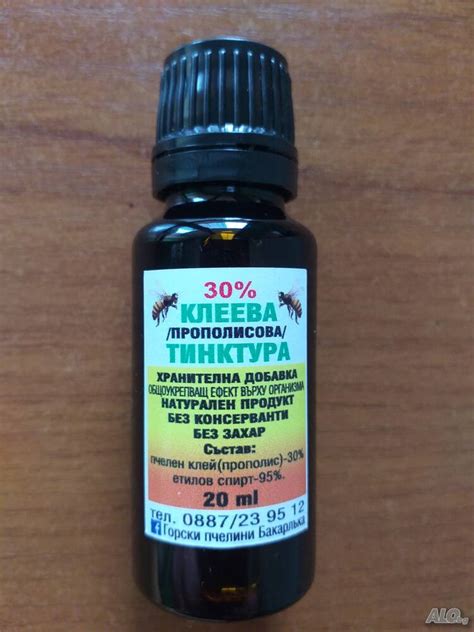 30%
КЛЕЕВА
/ПРОПОЛИСОВА/
ТИНКТУРА
ХРАНИТЕЛНА ДОБАВКА
ОБЩОУКРЕПВАЩ ЕФЕКТ ВЪРХУ ОРГАНИЗМА
НАТУРАЛЕН ПРОДУКТ
БЕЗ КОНСЕРВАНТИ
БЕЗ ЗАХАР
Състав:
пчелен клей(прополис)-30%
етилов спирт-95%.
20 ml
тел. 0887/23 95 12
Горски пчелини Бакарлъка
ALO.bg